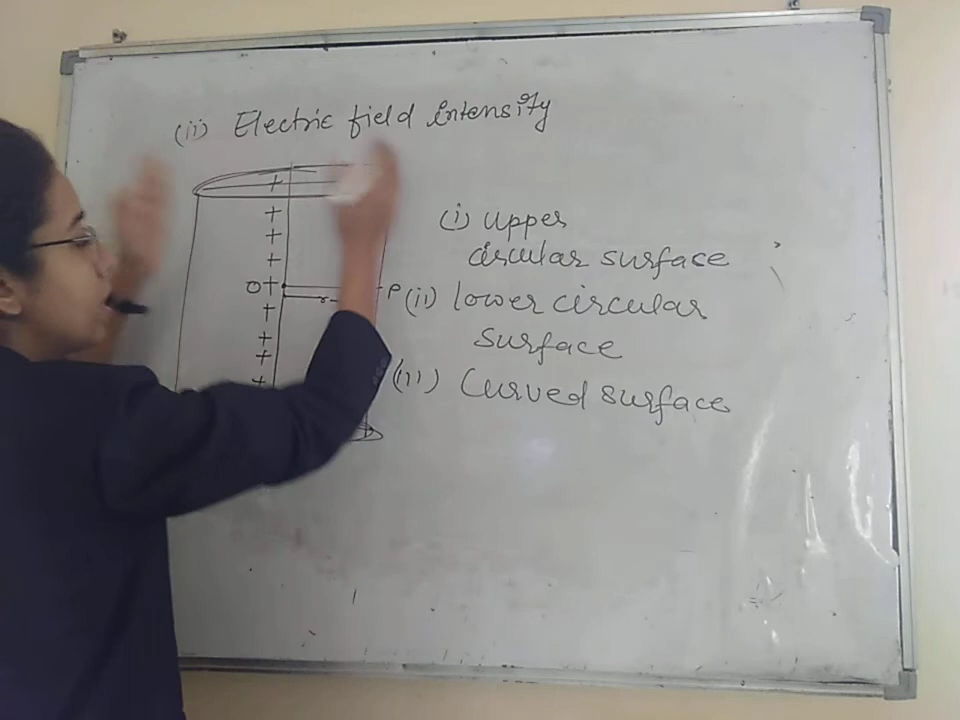 (ii) Electric field intensity
+
+
+
+
O+ r P
+
+
+
+
(i) upper
circular surface
(ii) lower circular
surface
(iii) Curved surface